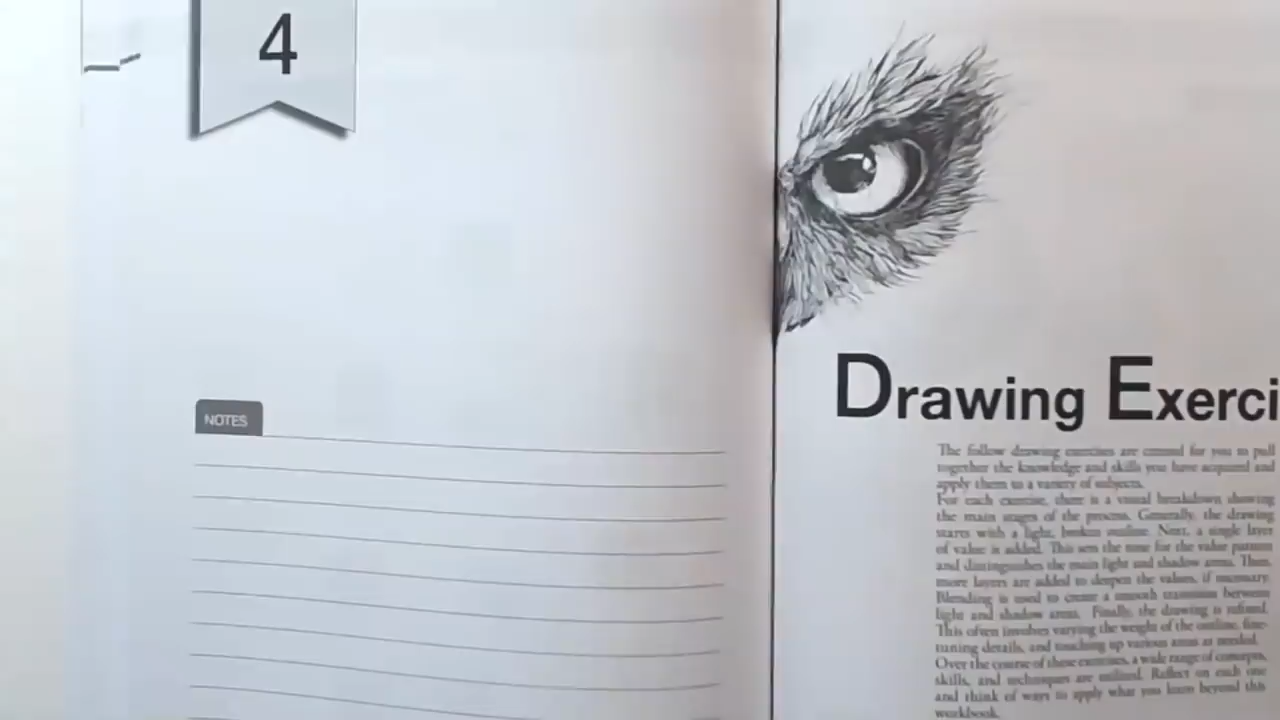 4
NOTES
Drawing Exerci
The follow drawing exercises are created for you to pull
together the knowledge and skills you have acquired and
apply them to a variety of subjects.
For each exercise, there is a visual breakdown showing
the main stages of the process. Generally, the drawing
starts with a light, broken outline. Next, a single layer
of value is added. This sets the tone for the value pattern
and distinguishes the main light and shadow areas. Then
more layers are added to deepen the values, if necessary.
Blending is used to create a smooth transition between
light and shadow areas. Finally, the drawing is refined.
This often involves varying the weight of the outline, fine-
tuning details, and touching up various areas as needed.
Over the course of these exercises, a wide range of concepts,
skills, and techniques are utilized. Reflect on each one
and think of ways to apply what you learn beyond this
workbook.